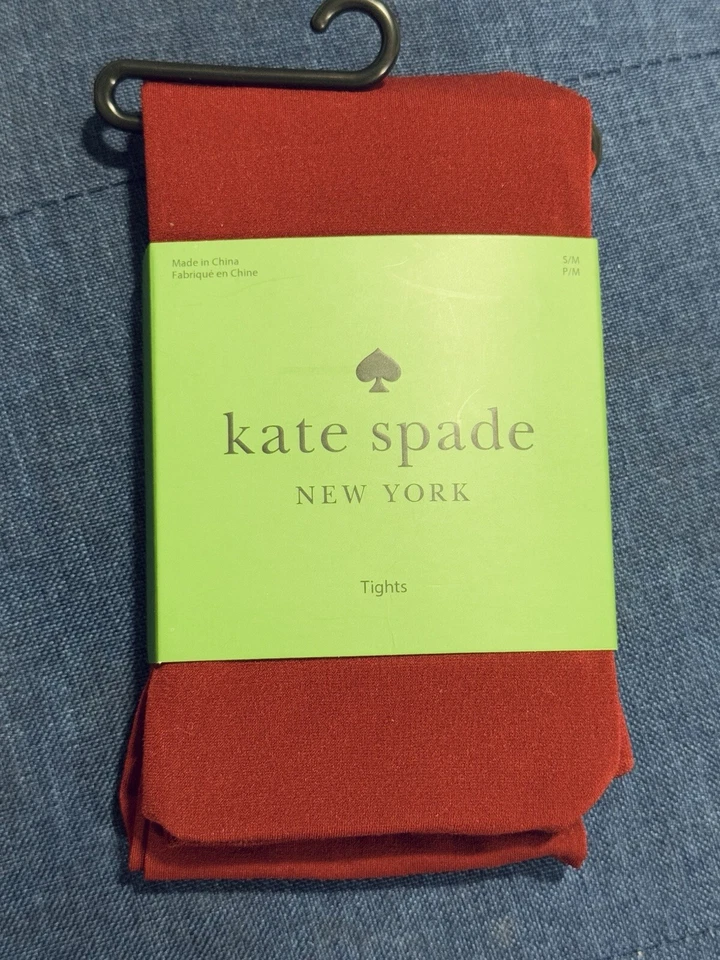 Made in China
Fabriqué en Chine
S/M
P/M
kate spade
NEW YORK
Tights